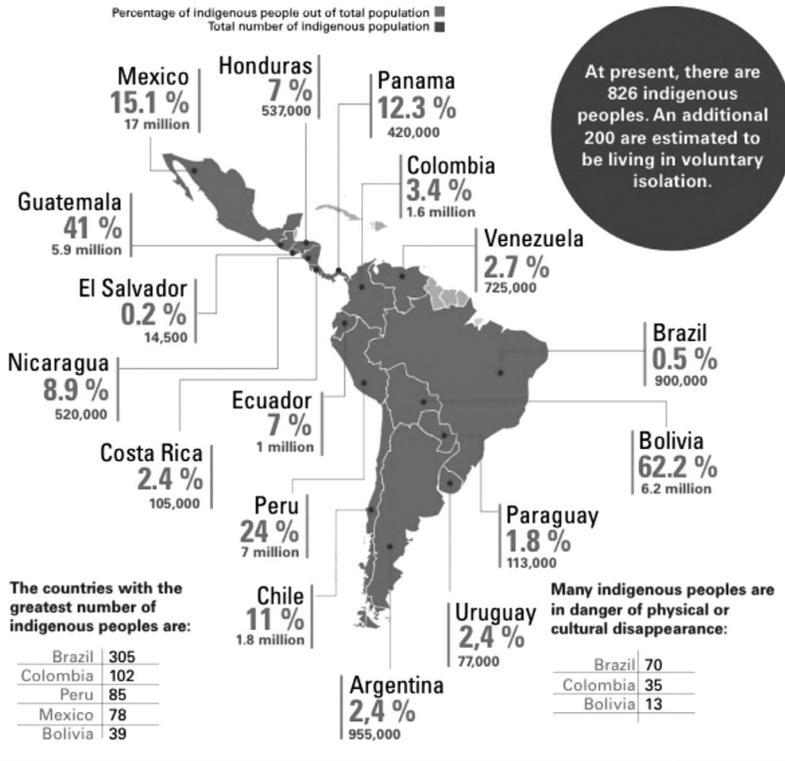 Percentage of indigenous people out of total population
Total number of indigenous population
At present, there are
826 indigenous
peoples. An additional
200 are estimated to
be living in voluntary
isolation.
Mexico
15.1 %
17 million
Honduras
7 %
537,000
Panama
12.3 %
420,000
Colombia
3.4 %
1.6 million
Guatemala
41 %
5.9 million
Venezuela
2.7 %
725,000
El Salvador
0.2 %
14,500
Brazil
0.5 %
900,000
Nicaragua
8.9 %
520,000
Ecuador
7 %
1 million
Costa Rica
2.4 %
105,000
Bolivia
62.2 %
6.2 million
Peru
24 %
7 million
Paraguay
1.8 %
113,000
Chile
11 %
1.8 million
Uruguay
2,4 %
77,000
Argentina
2,4 %
955,000
The countries with the
greatest number of
indigenous peoples are:
Brazil 305
Colombia 102
Peru 85
Mexico 78
Bolivia 39
Many indigenous peoples are
in danger of physical or
cultural disappearance:
Brazil 70
Colombia 35
Bolivia 13